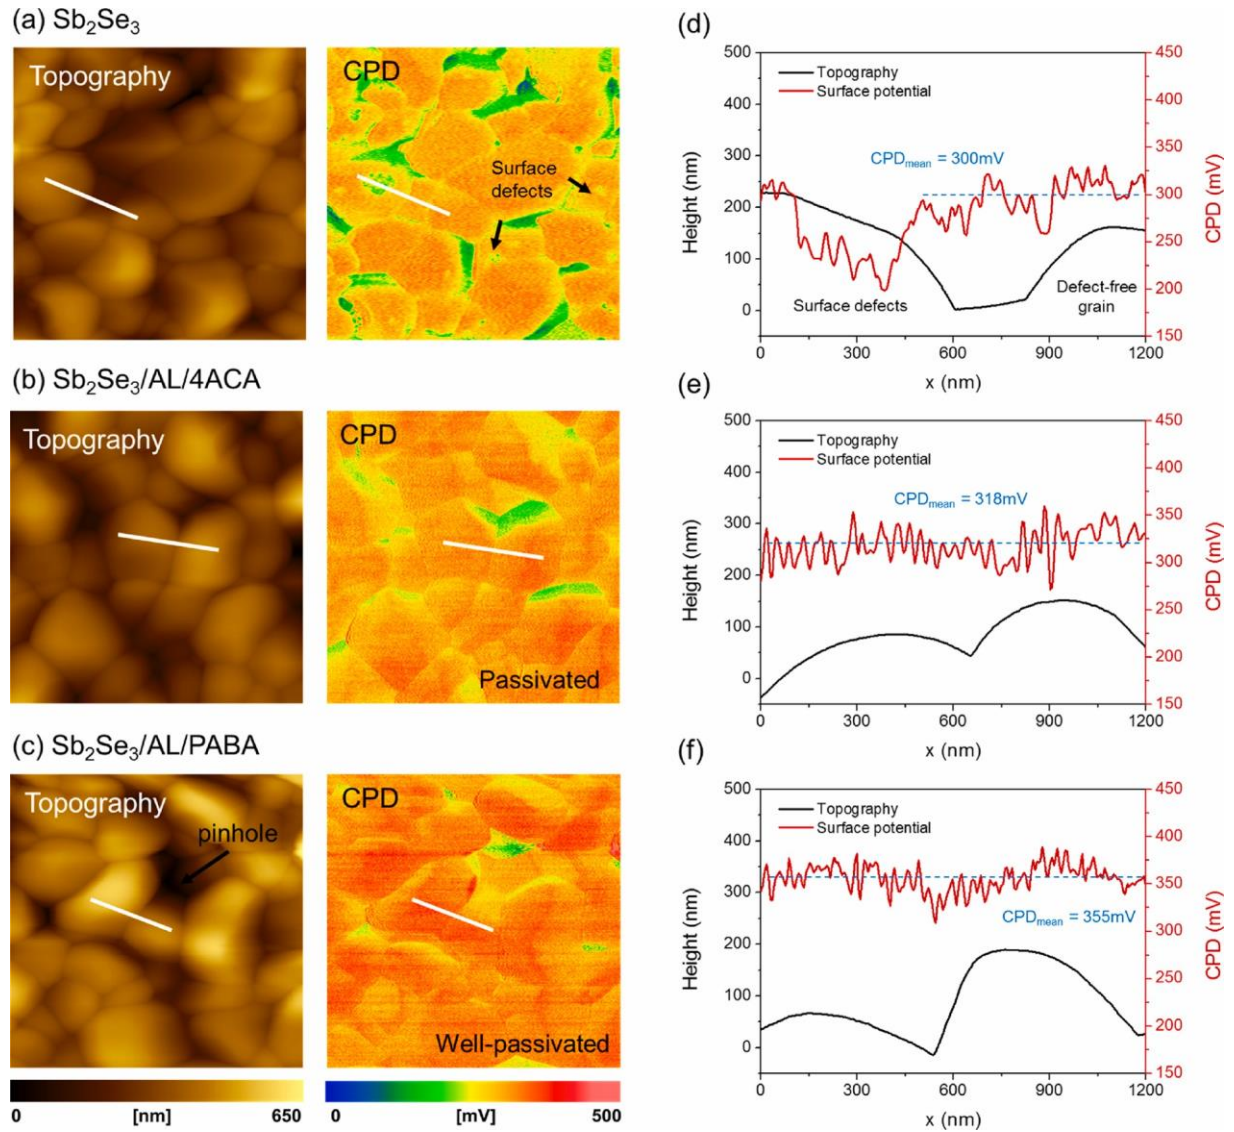 (a) Sb₂Se₃
Topography
CPD
Surface
defects
(d)
500
400
300
200
100
0
Height (nm)
Topography
Surface potential
CPDmean = 300mV
Surface defects
Defect-free
grain
450
400
350
300
250
200
150
CPD (mV)
0
300
600
900
1200
x (nm)
(b) Sb₂Se₃/AL/4ACA
Topography
CPD
Passivated
(e)
500
400
300
200
100
0
Height (nm)
Topography
Surface potential
CPDmean = 318mV
450
400
350
300
250
200
150
CPD (mV)
0
300
600
900
1200
x (nm)
(c) Sb₂Se₃/AL/PABA
Topography
pinhole
CPD
Well-passivated
(f)
500
400
300
200
100
0
Height (nm)
Topography
Surface potential
CPDmean = 355mV
450
400
350
300
250
200
150
CPD (mV)
0
300
600
900
1200
x (nm)
0 [nm] 650
0 [mV] 500